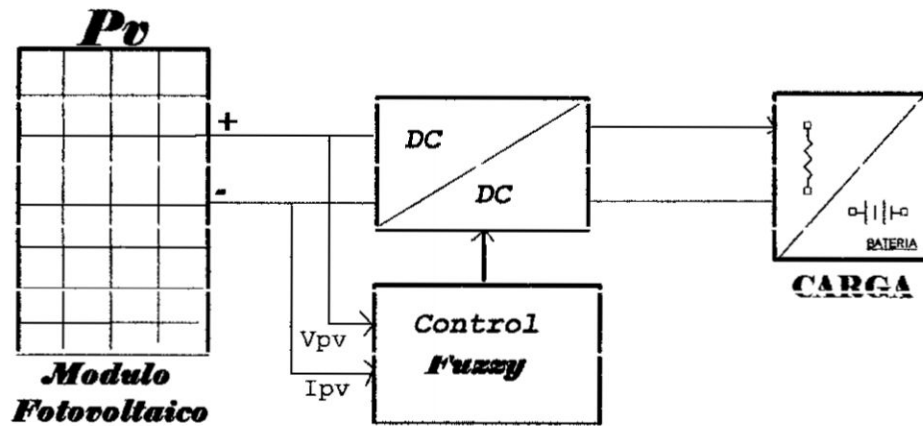 Pv
+
-
DC
DC
BATERIA
CARGA
Vpv
Ipv
Control
Fuzzy
Modulo
Fotovoltaico